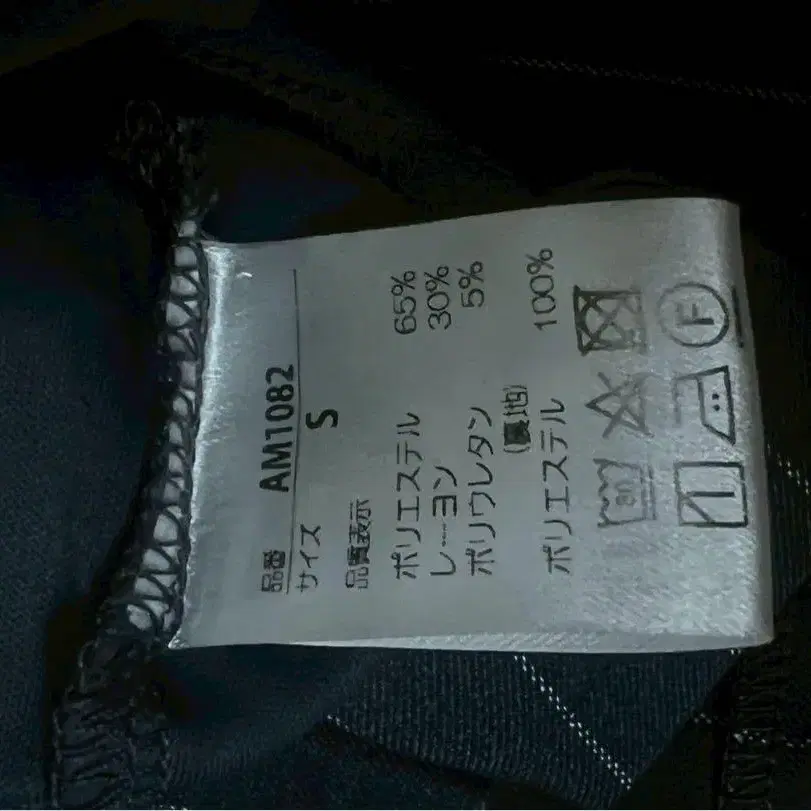 品番 AM1082
サイズ S
品質表示
ポリエステル 65%
レーヨン 30%
ポリウレタン 5%
(裏地)
ポリエステル 100%
30
F